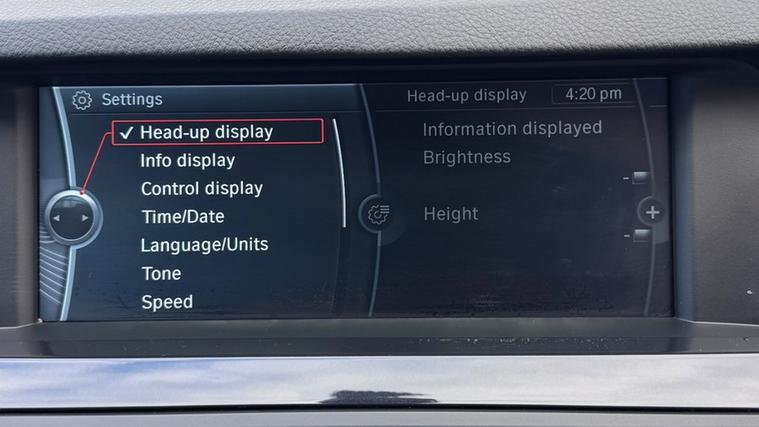 Settings
Head-up display
Info display
Control display
Time/Date
Language/Units
Tone
Speed
Head-up display
4:20 pm
Information displayed
Brightness
Height